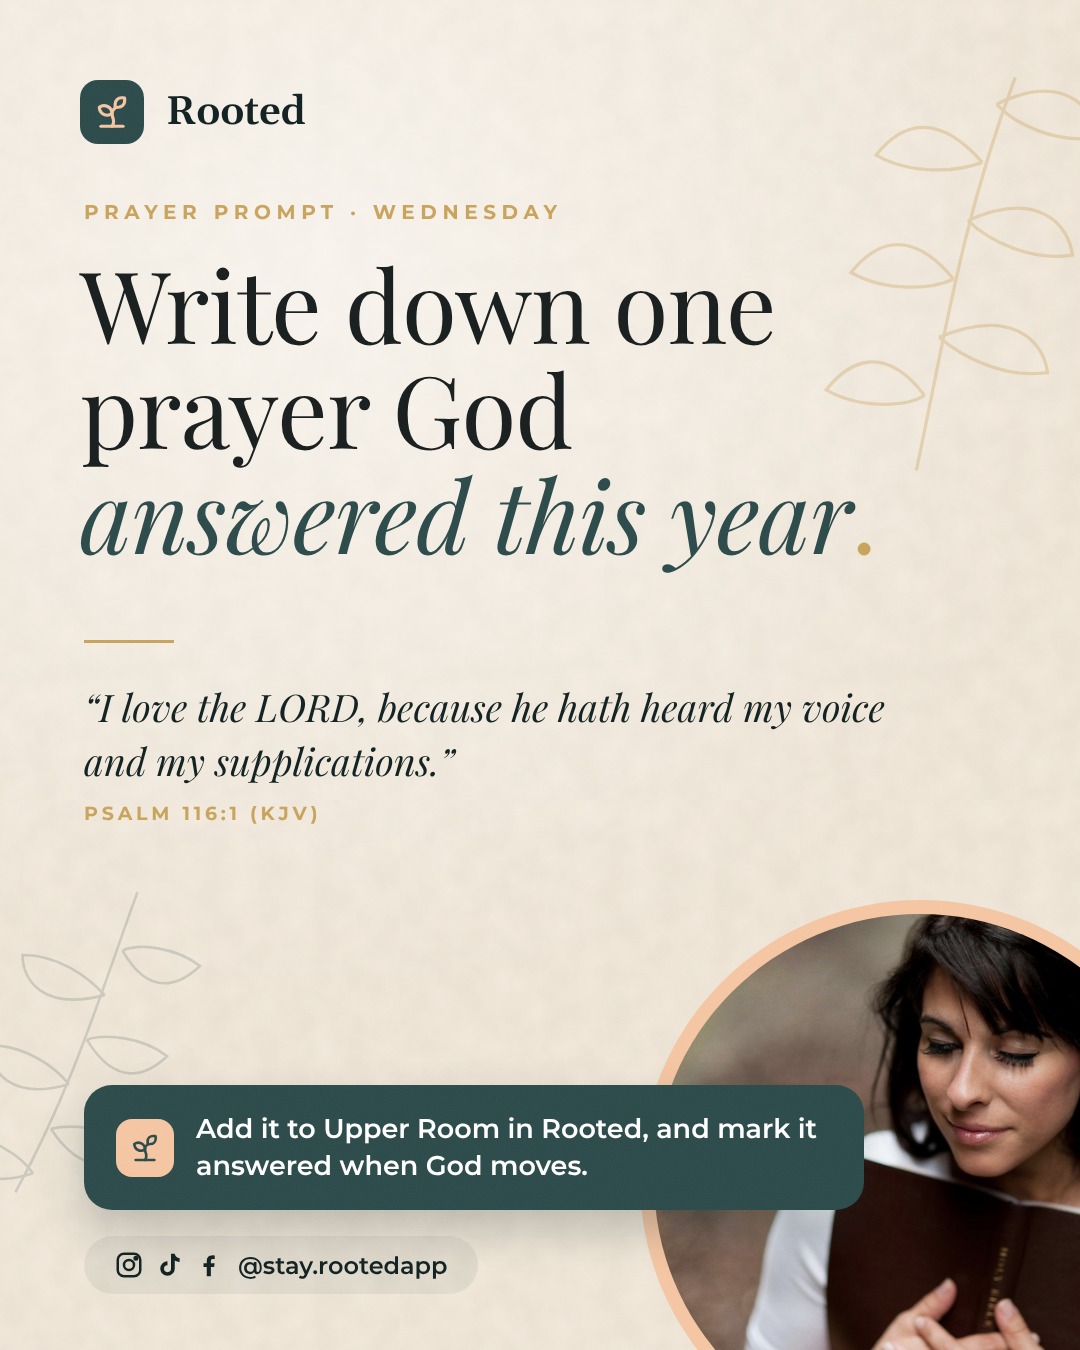 Rooted
PRAYER PROMPT · WEDNESDAY
Write down one
prayer God
answered this year.
“I love the LORD, because he hath heard my voice
and my supplications.”
PSALM 116:1 (KJV)
Add it to Upper Room in Rooted, and mark it
answered when God moves.
@stay.rootedapp